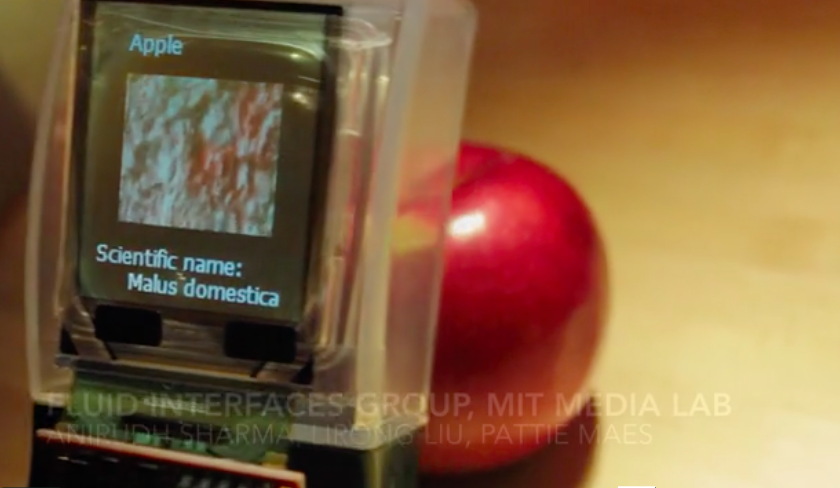 Apple
Scientific name:
Malus domestica
FLUID INTERFACES GROUP, MIT MEDIA LAB
ANIRUDH SHARMA, LIRONG LIU, PATTIE MAES